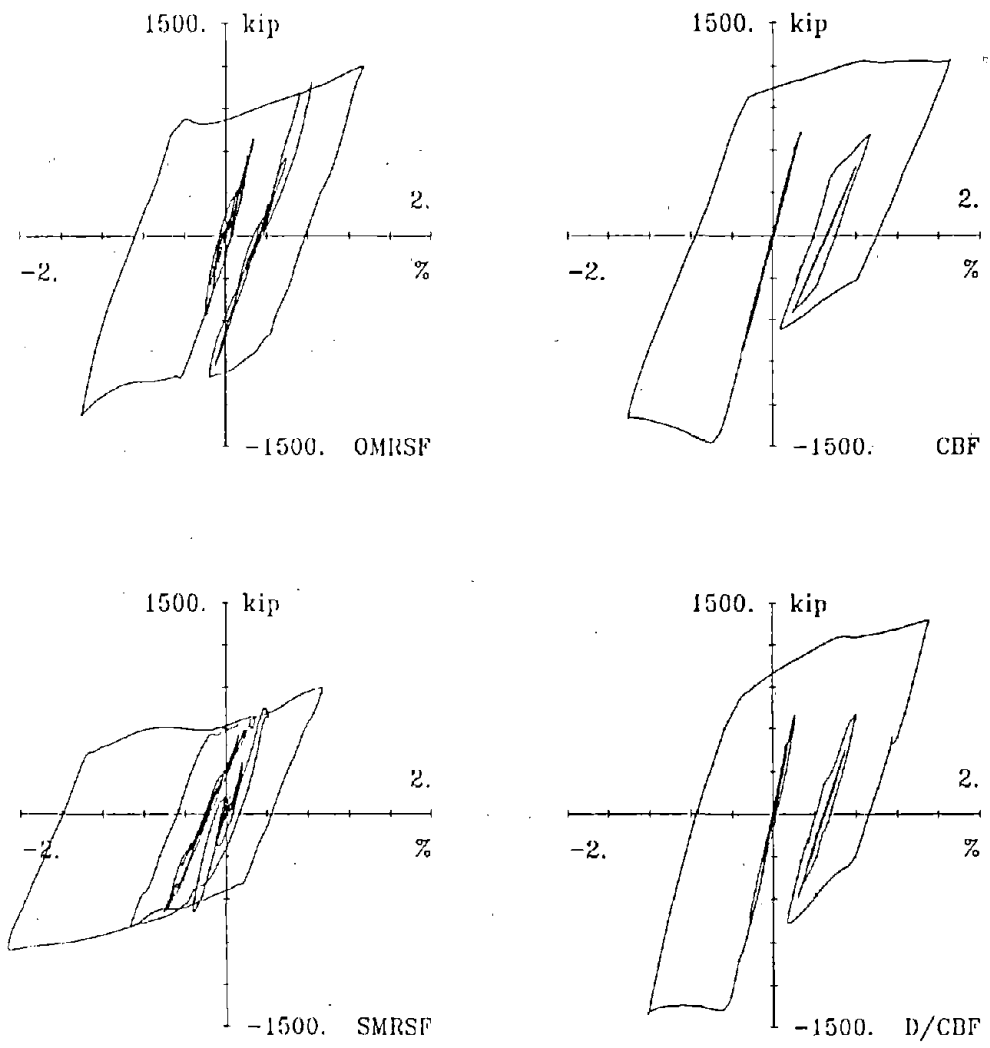 1500. kip
2.
-2. %
-1500. OMRSF
1500. kip
2.
-2. %
-1500. CBF
1500. kip
2.
-2. %
-1500. SMRSF
1500. kip
2.
-2. %
-1500. D/CBF